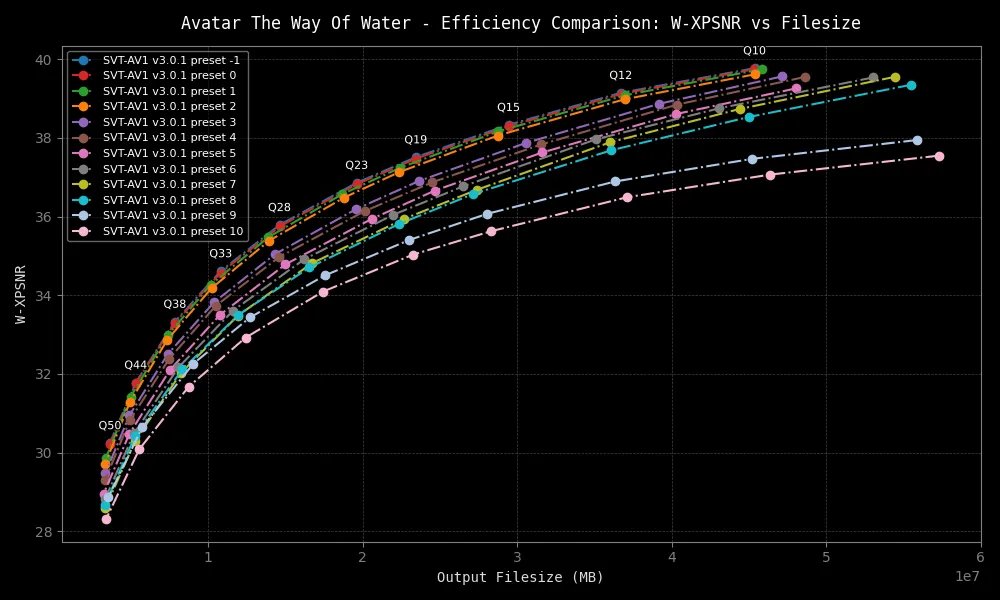 Avatar The Way Of Water - Efficiency Comparison: W-XPSNR vs Filesize
SVT-AV1 v3.0.1 preset -1
SVT-AV1 v3.0.1 preset 0
SVT-AV1 v3.0.1 preset 1
SVT-AV1 v3.0.1 preset 2
SVT-AV1 v3.0.1 preset 3
SVT-AV1 v3.0.1 preset 4
SVT-AV1 v3.0.1 preset 5
SVT-AV1 v3.0.1 preset 6
SVT-AV1 v3.0.1 preset 7
SVT-AV1 v3.0.1 preset 8
SVT-AV1 v3.0.1 preset 9
SVT-AV1 v3.0.1 preset 10
Q10
Q12
Q15
Q19
Q23
Q28
Q33
Q38
Q44
Q50
40
38
36
34
32
30
28
W-XPSNR
1 2 3 4 5 6
1e7
Output Filesize (MB)